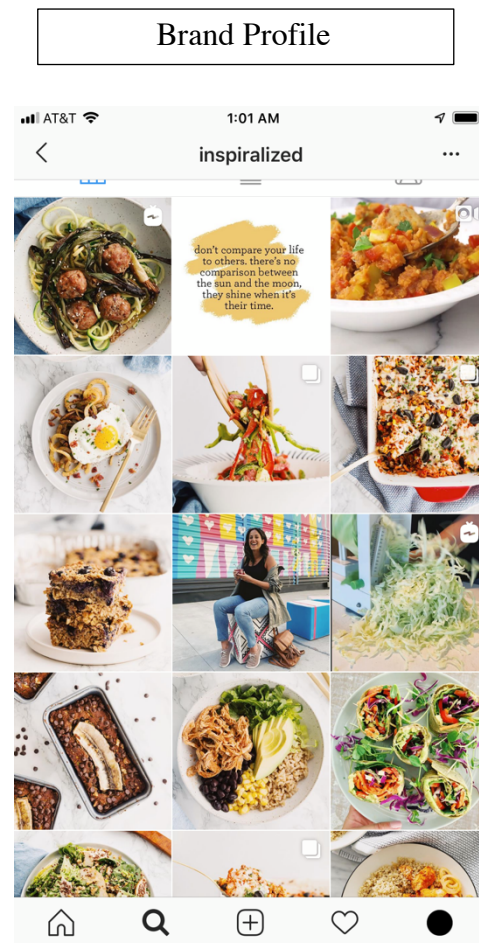 Brand Profile
AT&T
1:01 AM
inspiralized
don't compare your life
to others. there's no
comparison between
the sun and the moon,
they shine when it's
their time.